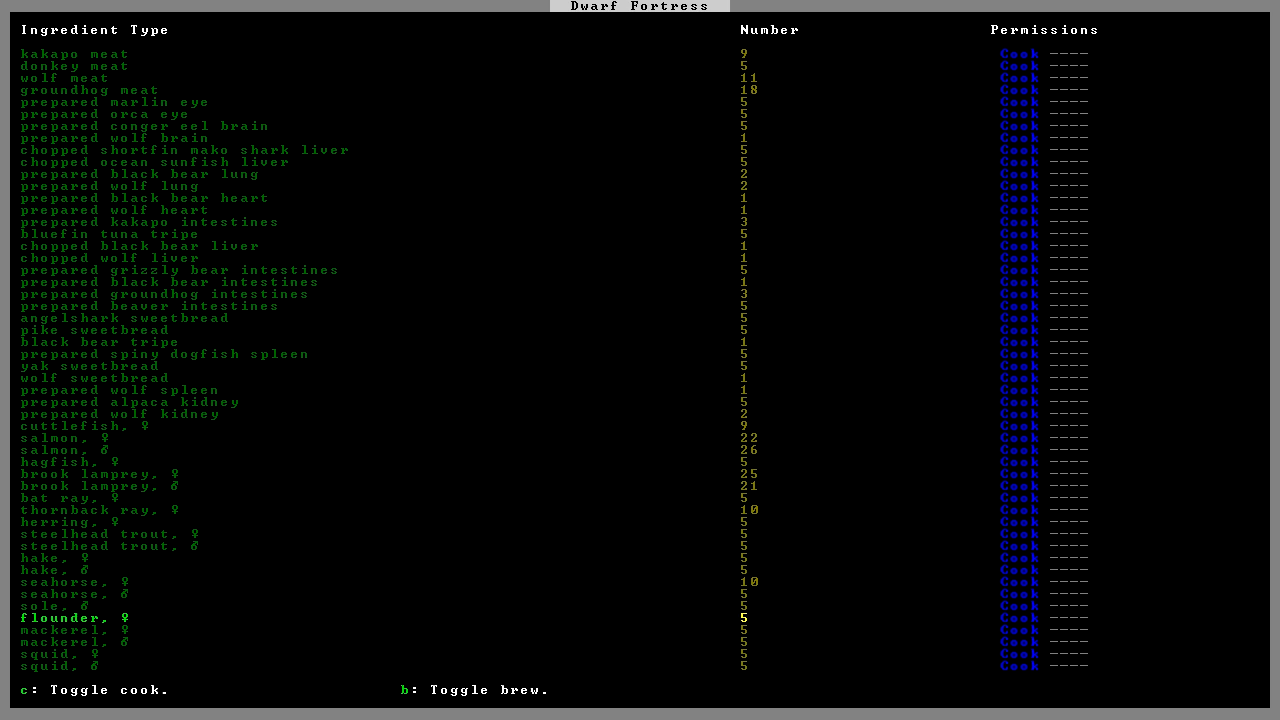 Dwarf Fortress
Ingredient Type Number Permissions
kakapo meat 9 Cook ----
donkey meat 5 Cook ----
wolf meat 11 Cook ----
groundhog meat 18 Cook ----
prepared marlin eye 5 Cook ----
prepared orca eye 5 Cook ----
prepared conger eel brain 5 Cook ----
prepared wolf brain 1 Cook ----
chopped shortfin mako shark liver 5 Cook ----
chopped ocean sunfish liver 5 Cook ----
prepared black bear lung 2 Cook ----
prepared wolf lung 2 Cook ----
prepared black bear heart 1 Cook ----
prepared wolf heart 1 Cook ----
prepared kakapo intestines 3 Cook ----
bluefin tuna tripe 5 Cook ----
chopped black bear liver 1 Cook ----
chopped wolf liver 1 Cook ----
prepared grizzly bear intestines 5 Cook ----
prepared black bear intestines 1 Cook ----
prepared groundhog intestines 3 Cook ----
prepared beaver intestines 5 Cook ----
angelshark sweetbread 5 Cook ----
pike sweetbread 5 Cook ----
black bear tripe 1 Cook ----
prepared spiny dogfish spleen 5 Cook ----
yak sweetbread 5 Cook ----
wolf sweetbread 1 Cook ----
prepared wolf spleen 1 Cook ----
prepared alpaca kidney 5 Cook ----
prepared wolf kidney 2 Cook ----
cuttlefish, ♀ 9 Cook ----
salmon, ♀ 22 Cook ----
salmon, ♂ 26 Cook ----
hagfish, ♀ 5 Cook ----
brook lamprey, ♀ 25 Cook ----
brook lamprey, ♂ 21 Cook ----
bat ray, ♀ 5 Cook ----
thornback ray, ♀ 10 Cook ----
herring, ♀ 5 Cook ----
steelhead trout, ♀ 5 Cook ----
steelhead trout, ♂ 5 Cook ----
hake, ♀ 5 Cook ----
hake, ♂ 5 Cook ----
seahorse, ♀ 10 Cook ----
seahorse, ♂ 5 Cook ----
sole, ♂ 5 Cook ----
flounder, ♀ 5 Cook ----
mackerel, ♀ 5 Cook ----
mackerel, ♂ 5 Cook ----
squid, ♀ 5 Cook ----
squid, ♂ 5 Cook ----
c: Toggle cook. b: Toggle brew.